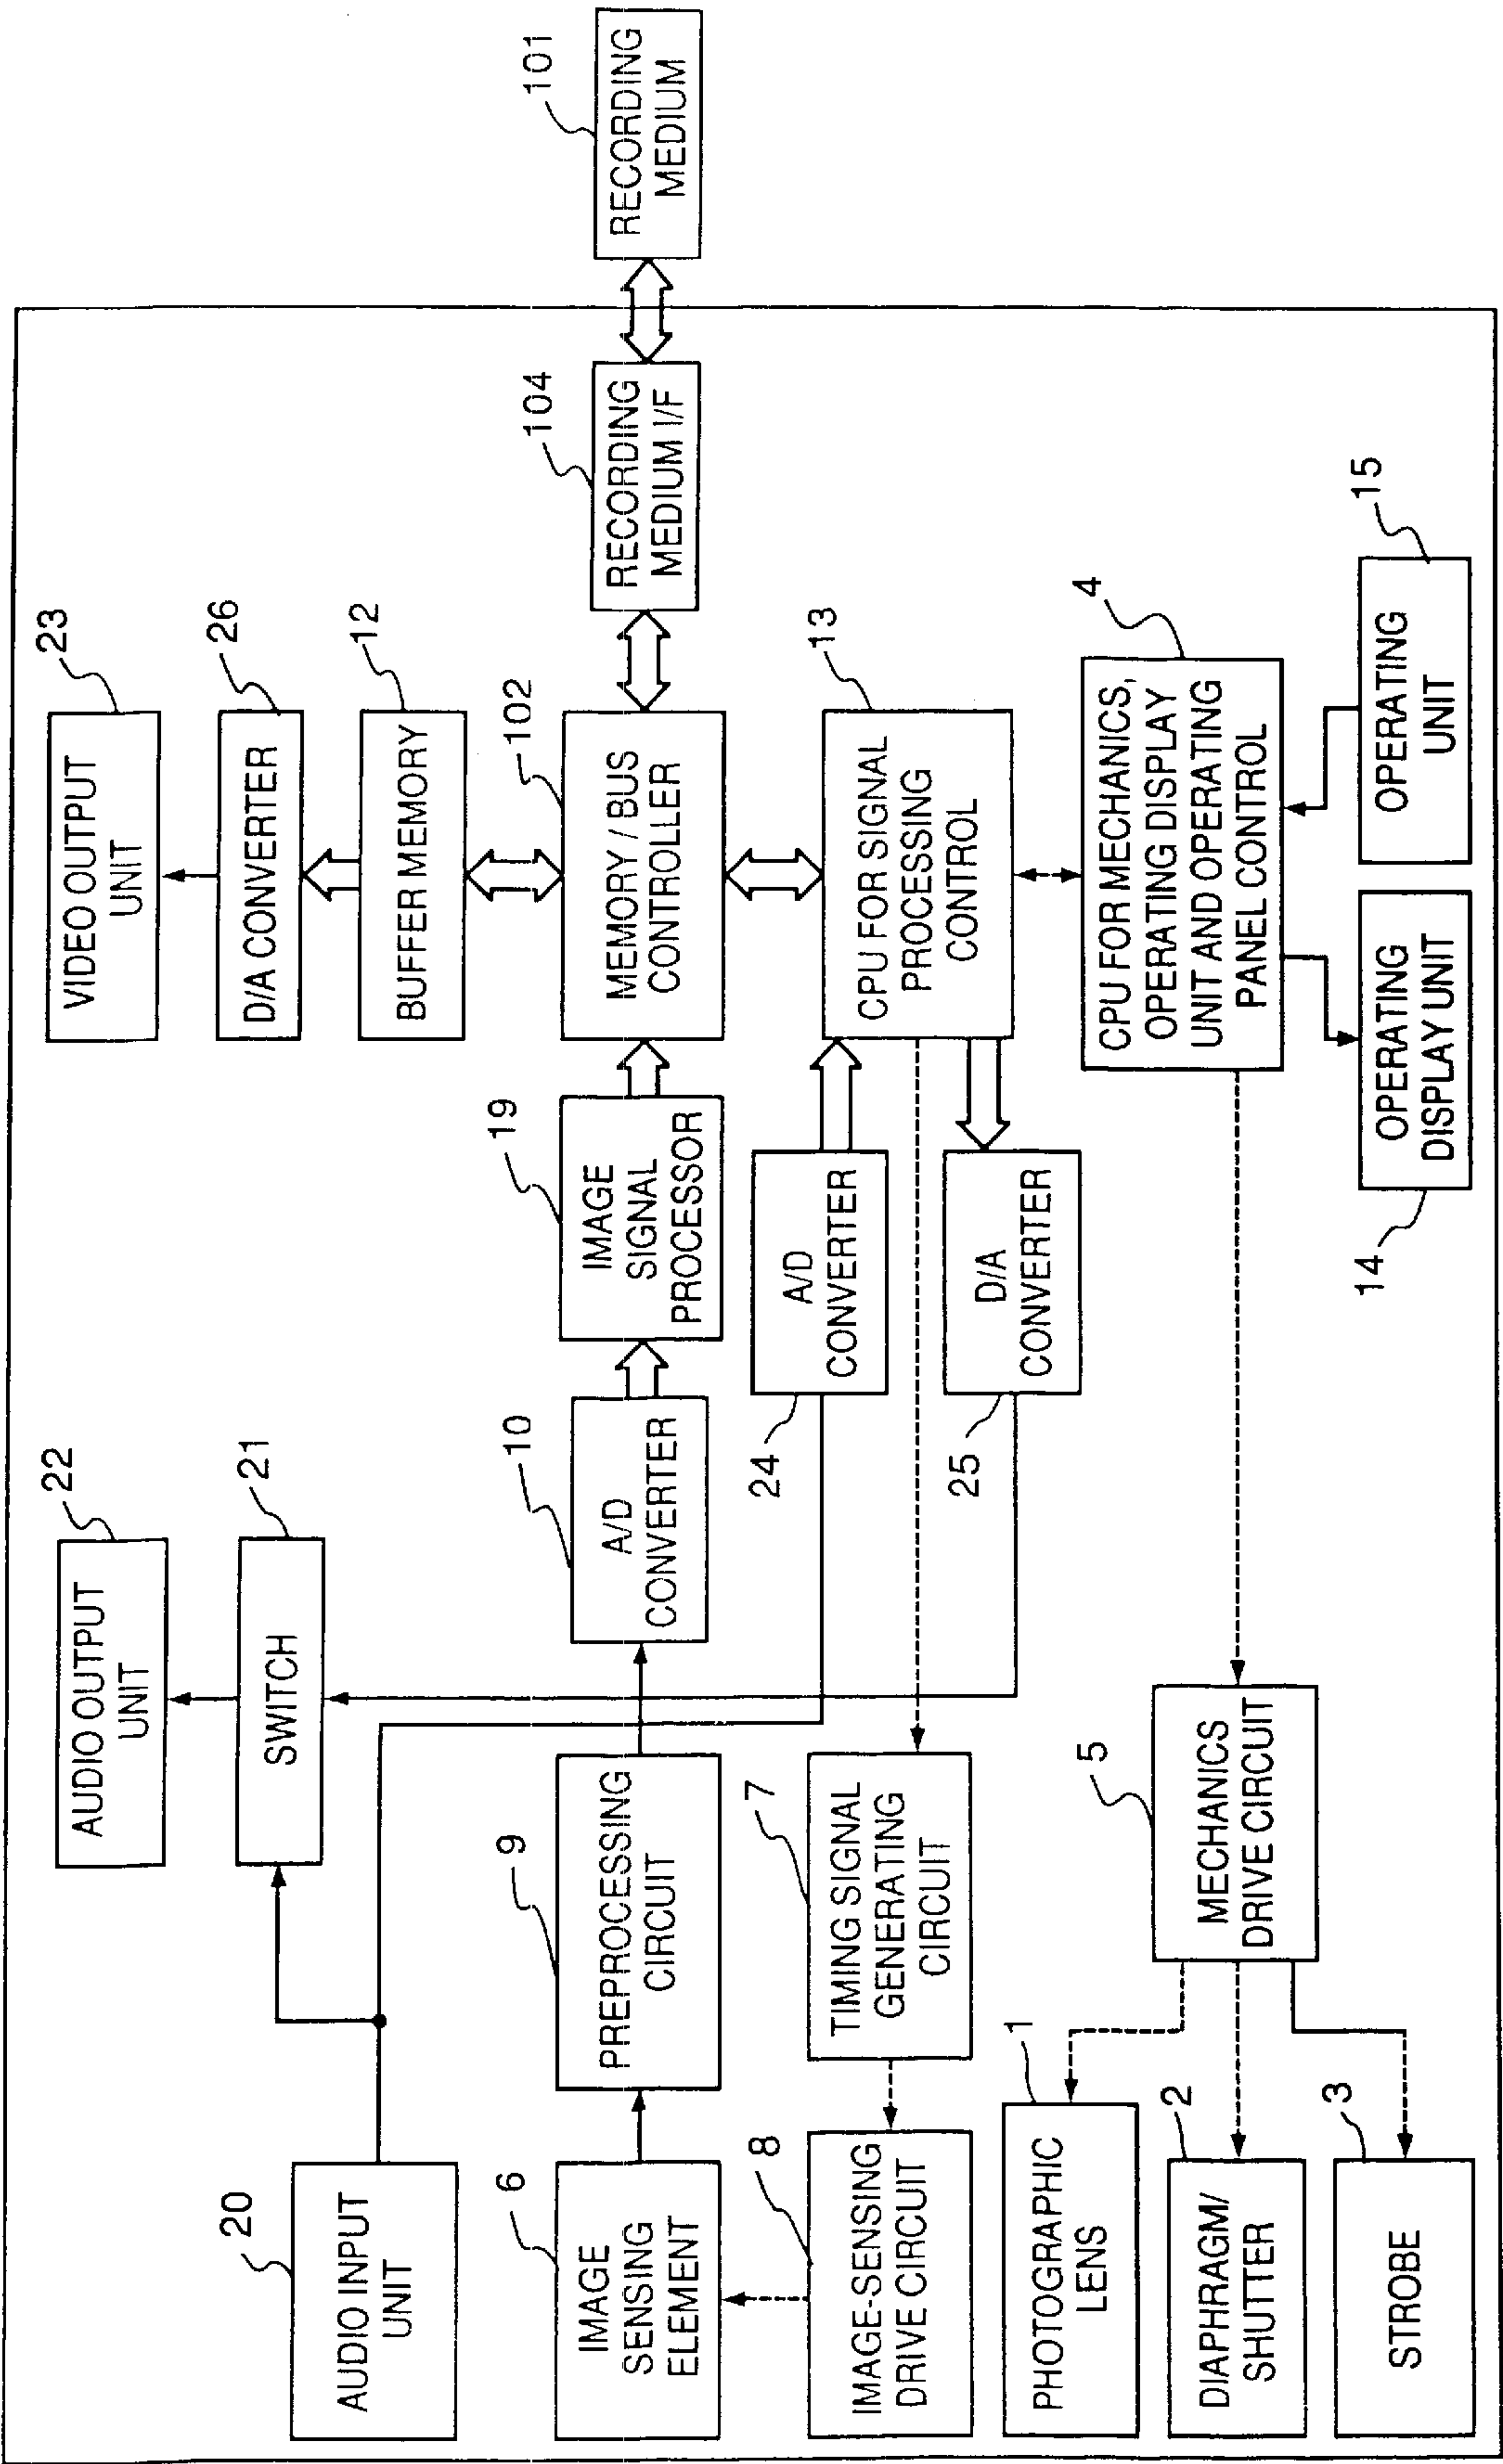 20
AUDIO INPUT
UNIT
22
AUDIO OUTPUT
UNIT
21
SWITCH
23
VIDEO OUTPUT
UNIT
26
D/A CONVERTER
12
BUFFER MEMORY
6
IMAGE
SENSING
ELEMENT
9
PREPROCESSING
CIRCUIT
10
A/D
CONVERTER
19
IMAGE
SIGNAL
PROCESSOR
102
MEMORY / BUS
CONTROLLER
104
RECORDING
MEDIUM I/F
101
RECORDING
MEDIUM
8
IMAGE-SENSING
DRIVE CIRCUIT
7
TIMING SIGNAL
GENERATING
CIRCUIT
24
A/D
CONVERTER
25
D/A
CONVERTER
13
CPU FOR SIGNAL
PROCESSING
CONTROL
1
PHOTOGRAPHIC
LENS
2
DIAPHRAGM/
SHUTTER
3
STROBE
5
MECHANICS
DRIVE CIRCUIT
4
CPU FOR MECHANICS,
OPERATING DISPLAY
UNIT AND OPERATING
PANEL CONTROL
14
OPERATING
DISPLAY UNIT
15
OPERATING
UNIT